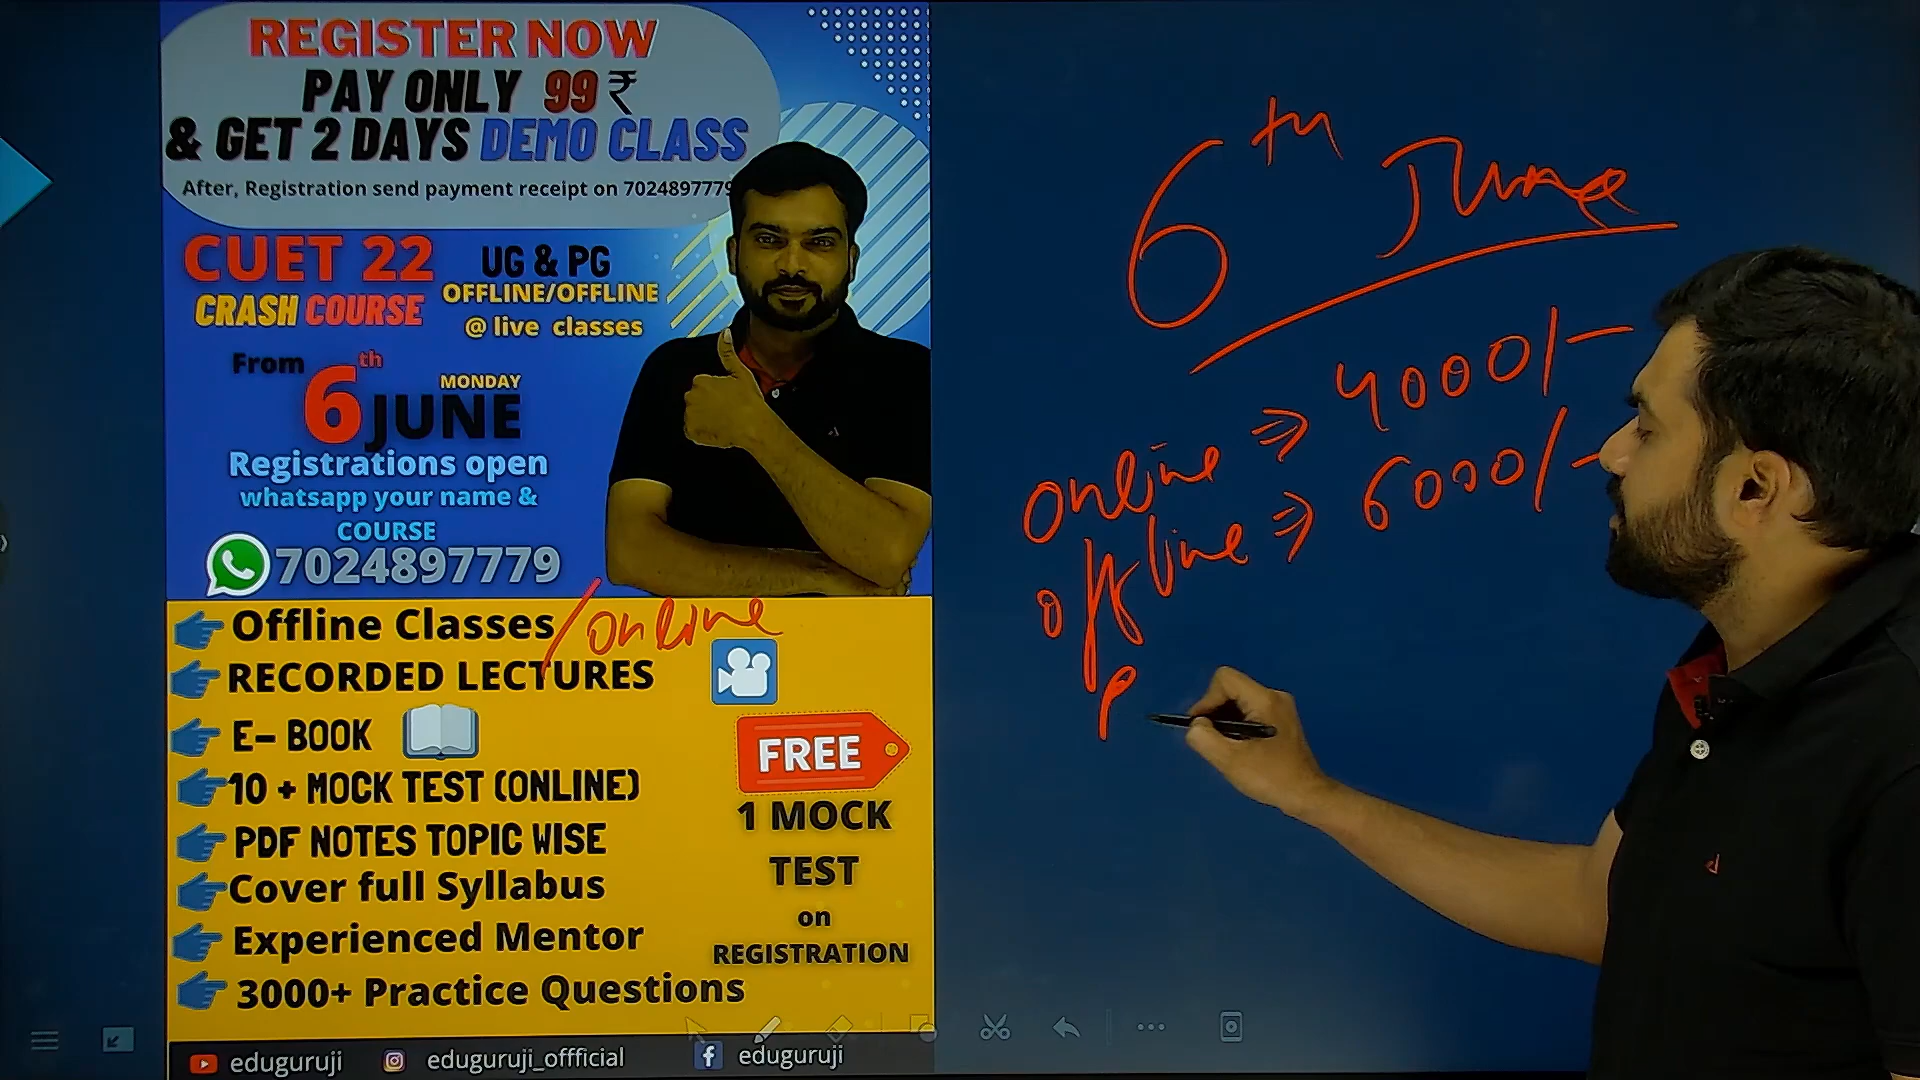 REGISTER NOW
PAY ONLY 99 ₹
& GET 2 DAYS DEMO CLASS
After, Registration send payment receipt on 7024897779
CUET 22
CRASH COURSE
UG & PG
OFFLINE/OFFLINE
@ live classes
From
6th
MONDAY
JUNE
Registrations open
whatsapp your name &
COURSE
7024897779
Offline Classes/online
RECORDED LECTURES
E- BOOK
10 + MOCK TEST (ONLINE)
PDF NOTES TOPIC WISE
Cover full Syllabus
Experienced Mentor
3000+ Practice Questions
FREE
1 MOCK
TEST
on
REGISTRATION
eduguruji
eduguruji_offficial
eduguruji
6th June
online ⇒ 4000/-
offline ⇒ 6000/-
P